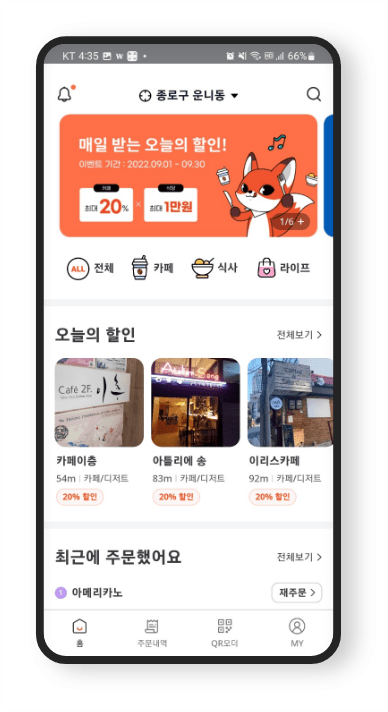 KT 4:35
66%
종로구 운니동
매일 받는 오늘의 할인!
이벤트 기간 : 2022.09.01 – 09.30
카페
식당
최대 20%
×
최대 1만원
1/6 +
ALL 전체
카페
식사
라이프
오늘의 할인
전체보기 >
Café 2F. 이층
카페이층
아뜰리에 송
이리스카페
54m | 카페/디저트
83m | 카페/디저트
92m | 카페/디저트
20% 할인
20% 할인
20% 할인
최근에 주문했어요
전체보기 >
1 아메리카노
재주문 >
홈
주문내역
QR오더
MY